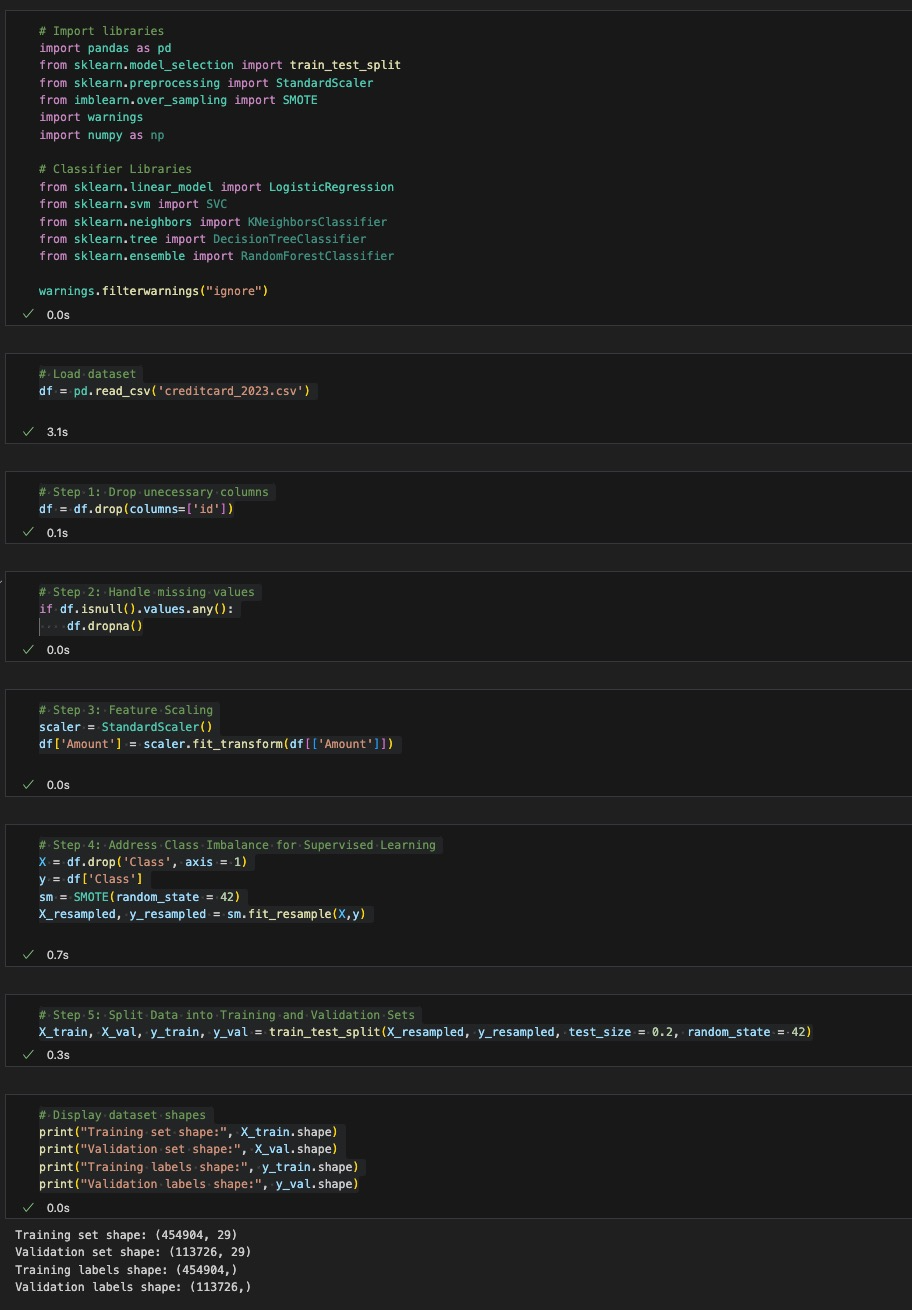 # Import libraries
import pandas as pd
from sklearn.model_selection import train_test_split
from sklearn.preprocessing import StandardScaler
from imblearn.over_sampling import SMOTE
import warnings
import numpy as np
# Classifier Libraries
from sklearn.linear_model import LogisticRegression
from sklearn.svm import SVC
from sklearn.neighbors import KNeighborsClassifier
from sklearn.tree import DecisionTreeClassifier
from sklearn.ensemble import RandomForestClassifier
warnings.filterwarnings("ignore")
0.0s
# Load dataset
df = pd.read_csv('creditcard_2023.csv')
3.1s
# Step 1: Drop unecessary columns
df = df.drop(columns=['id'])
0.1s
# Step 2: Handle missing values
if df.isnull().values.any():
    df.dropna()
0.0s
# Step 3: Feature Scaling
scaler = StandardScaler()
df['Amount'] = scaler.fit_transform(df[['Amount']])
0.0s
# Step 4: Address Class Imbalance for Supervised Learning
X = df.drop('Class', axis = 1)
y = df['Class']
sm = SMOTE(random_state = 42)
X_resampled, y_resampled = sm.fit_resample(X,y)
0.7s
# Step 5: Split Data into Training and Validation Sets
X_train, X_val, y_train, y_val = train_test_split(X_resampled, y_resampled, test_size = 0.2, random_state = 42)
0.3s
# Display dataset shapes
print("Training set shape:", X_train.shape)
print("Validation set shape:", X_val.shape)
print("Training labels shape:", y_train.shape)
print("Validation labels shape:", y_val.shape)
0.0s
Training set shape: (454904, 29)
Validation set shape: (113726, 29)
Training labels shape: (454904,)
Validation labels shape: (113726,)